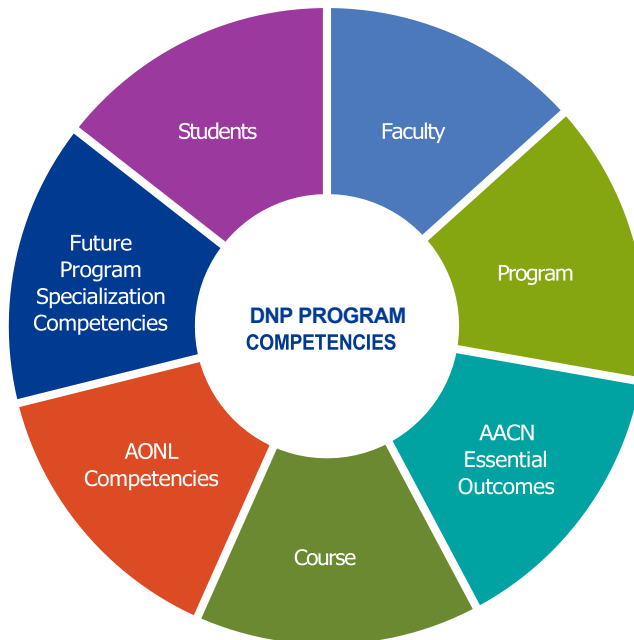 Students
Faculty
Future
Program
Specialization
Competencies
Program
DNP PROGRAM
COMPETENCIES
AONL
Competencies
AACN
Essential
Outcomes
Course